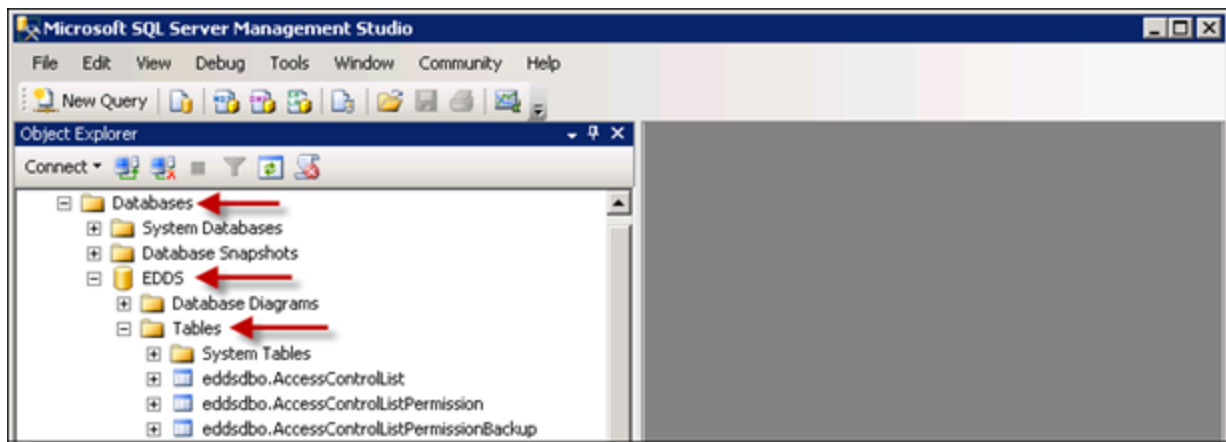 Microsoft SQL Server Management Studio
File Edit View Debug Tools Window Community Help
New Query
Object Explorer
Connect
Databases
System Databases
Database Snapshots
EDDS
Database Diagrams
Tables
System Tables
eddsdbo.AccessControlList
eddsdbo.AccessControlListPermission
eddsdbo.AccessControlListPermissionBackup